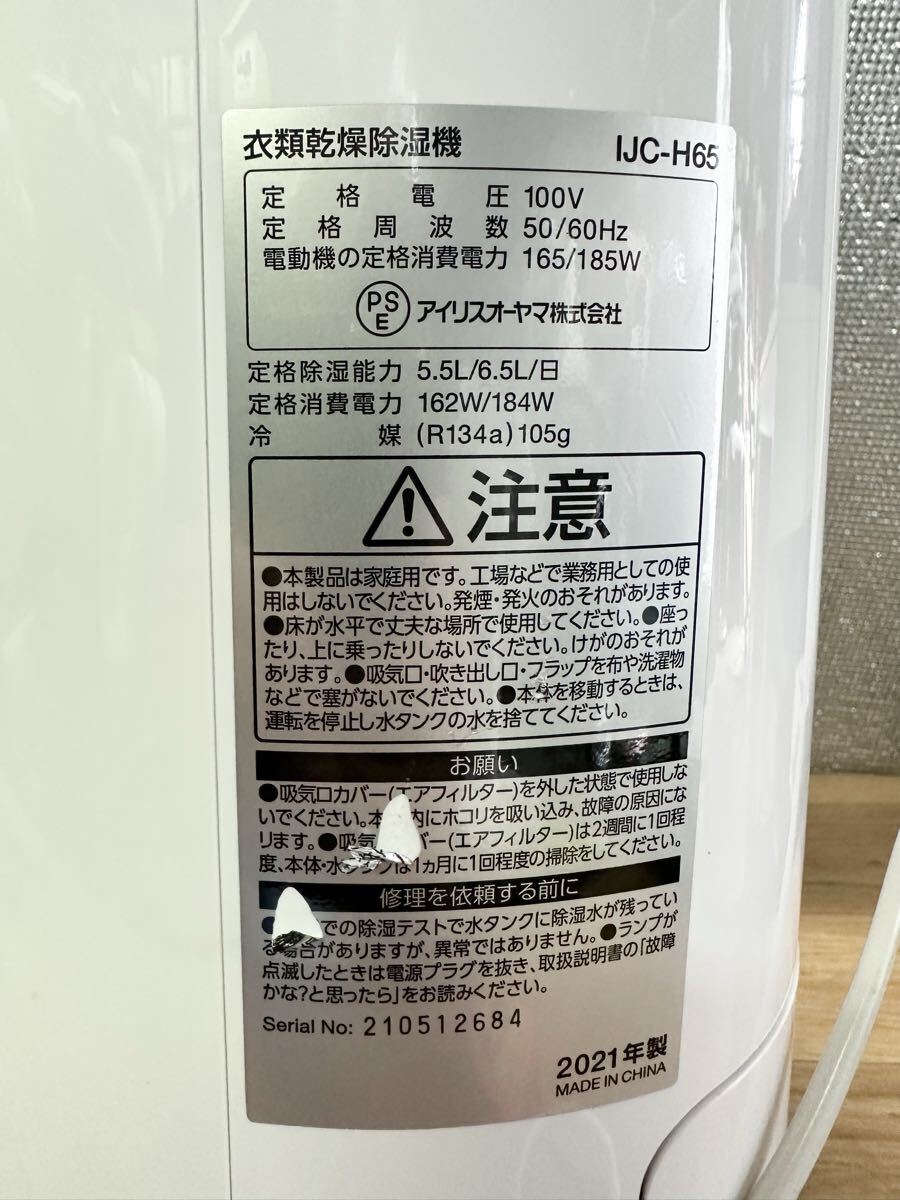 衣類乾燥除湿機 IJC-H65
定格電圧 100V
定格周波数 50/60Hz
電動機の定格消費電力 165/185W
PSE アイリスオーヤマ株式会社
定格除湿能力 5.5L/6.5L/日
定格消費電力 162W/184W
冷媒 (R134a)105g
注意
●本製品は家庭用です。工場などで業務用としての使
用はしないでください。発煙・発火のおそれがあります。
●床が水平で丈夫な場所で使用してください。●座っ
たり、上に乗ったりしないでください。けがのおそれが
あります。●吸気口・吹き出し口・フラップを布や洗濯物
などで塞がないでください。●本体を移動するときは、
運転を停止し水タンクの水を捨ててください。
お願い
●吸気口カバー(エアフィルター)を外した状態で使用しな
いでください。本 内にホコリを吸い込み、故障の原因にな
ります。●吸気 カバー(エアフィルター)は2週間に1回程
度、本体・水タンクは1ヵ月に1回程度の掃除をしてください。
修理を依頼する前に
での除湿テストで水タンクに除湿水が残ってい
る場合がありますが、異常ではありません。●ランプが
点滅したときは電源プラグを抜き、取扱説明書の「故障
かな?と思ったら」をお読みください。
Serial No: 210512684
2021年製
MADE IN CHINA